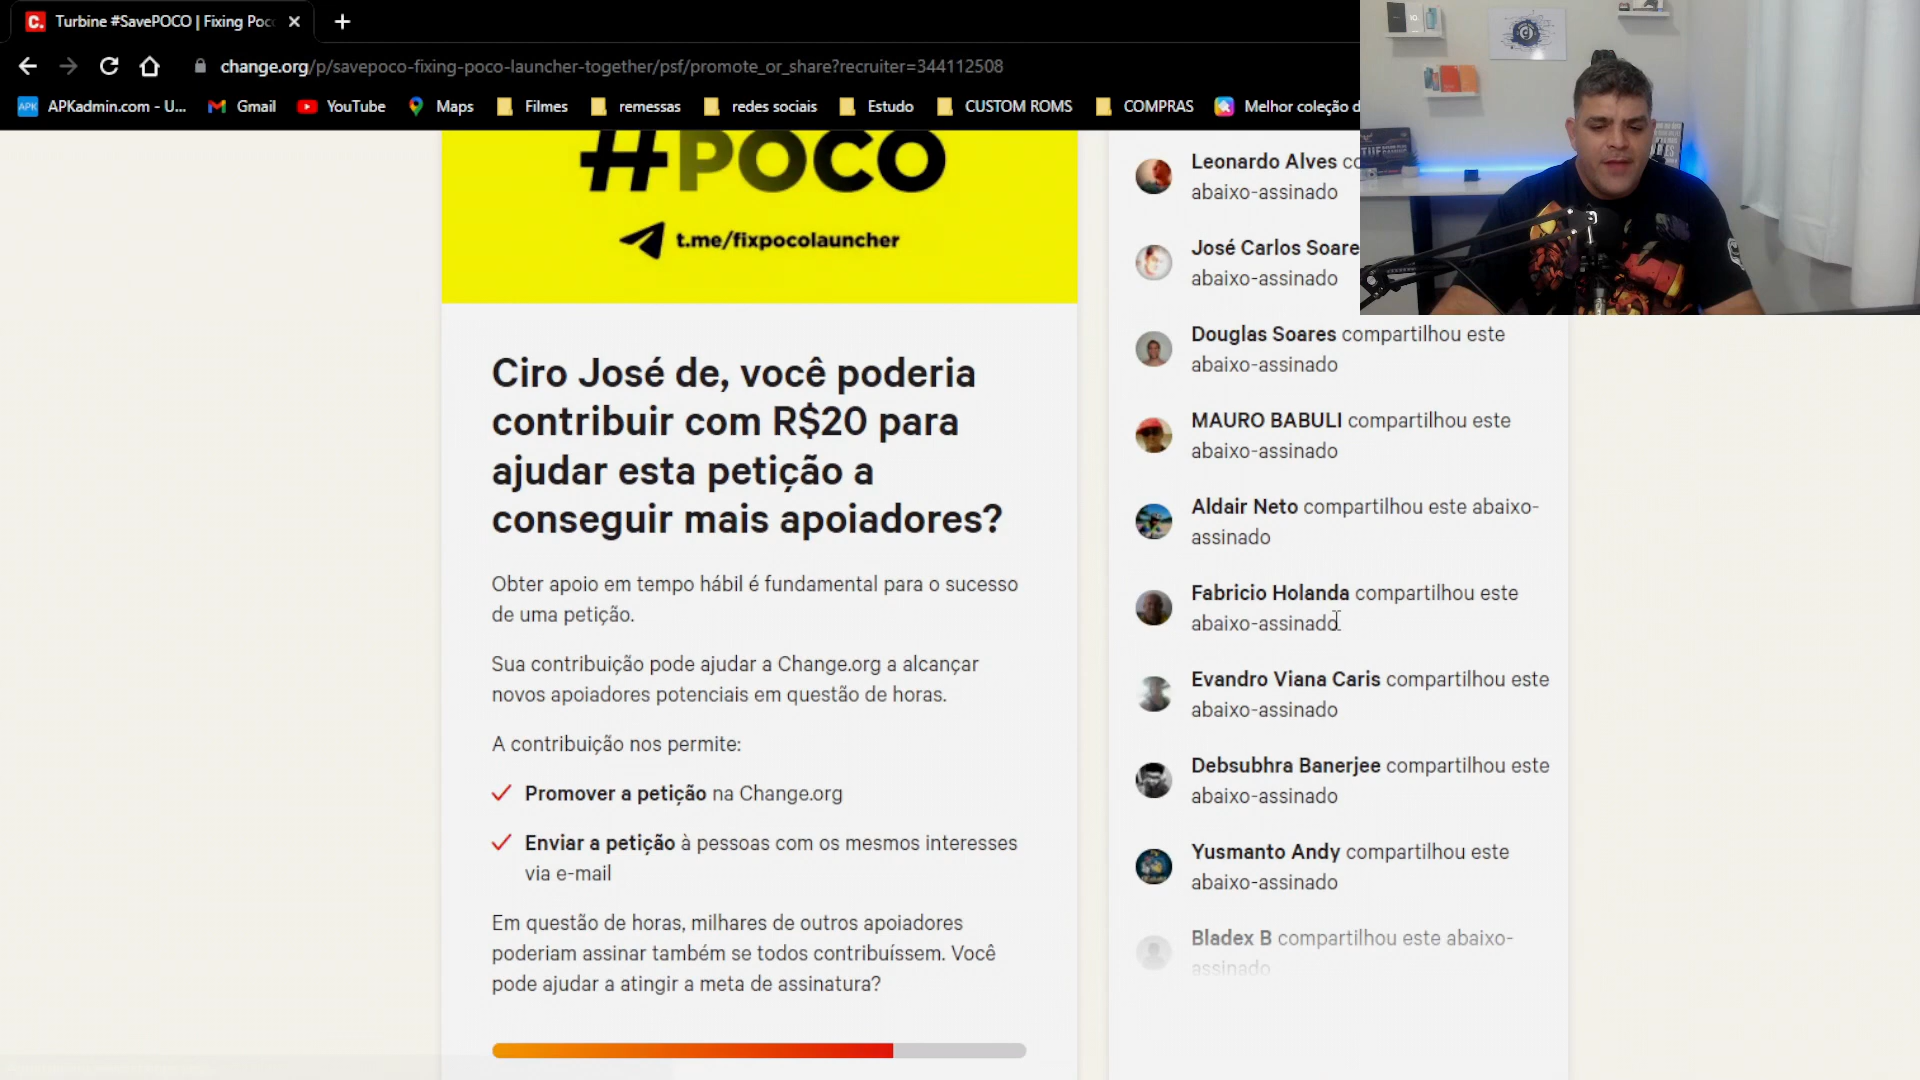 Turbine #SavePOCO | Fixing Poc
change.org/p/savepoco-fixing-poco-launcher-together/psf/promote_or_share?recruiter=344112508
APK APKadmin.com - U... Gmail YouTube Maps Filmes remessas redes sociais Estudo CUSTOM ROMS COMPRAS Melhor coleção d
#POCO
t.me/fixpocolauncher
Ciro José de, você poderia
contribuir com R$20 para
ajudar esta petição a
conseguir mais apoiadores?
Obter apoio em tempo hábil é fundamental para o sucesso
de uma petição.
Sua contribuição pode ajudar a Change.org a alcançar
novos apoiadores potenciais em questão de horas.
A contribuição nos permite:
Promover a petição na Change.org
Enviar a petição à pessoas com os mesmos interesses
via e-mail
Em questão de horas, milhares de outros apoiadores
poderiam assinar também se todos contribuíssem. Você
pode ajudar a atingir a meta de assinatura?
Leonardo Alves co
abaixo-assinado
José Carlos Soare
abaixo-assinado
Douglas Soares compartilhou este
abaixo-assinado
MAURO BABULI compartilhou este
abaixo-assinado
Aldair Neto compartilhou este abaixo-
assinado
Fabricio Holanda compartilhou este
abaixo-assinado
Evandro Viana Caris compartilhou este
abaixo-assinado
Debsubhra Banerjee compartilhou este
abaixo-assinado
Yusmanto Andy compartilhou este
abaixo-assinado
Bladex B compartilhou este abaixo-
assinado